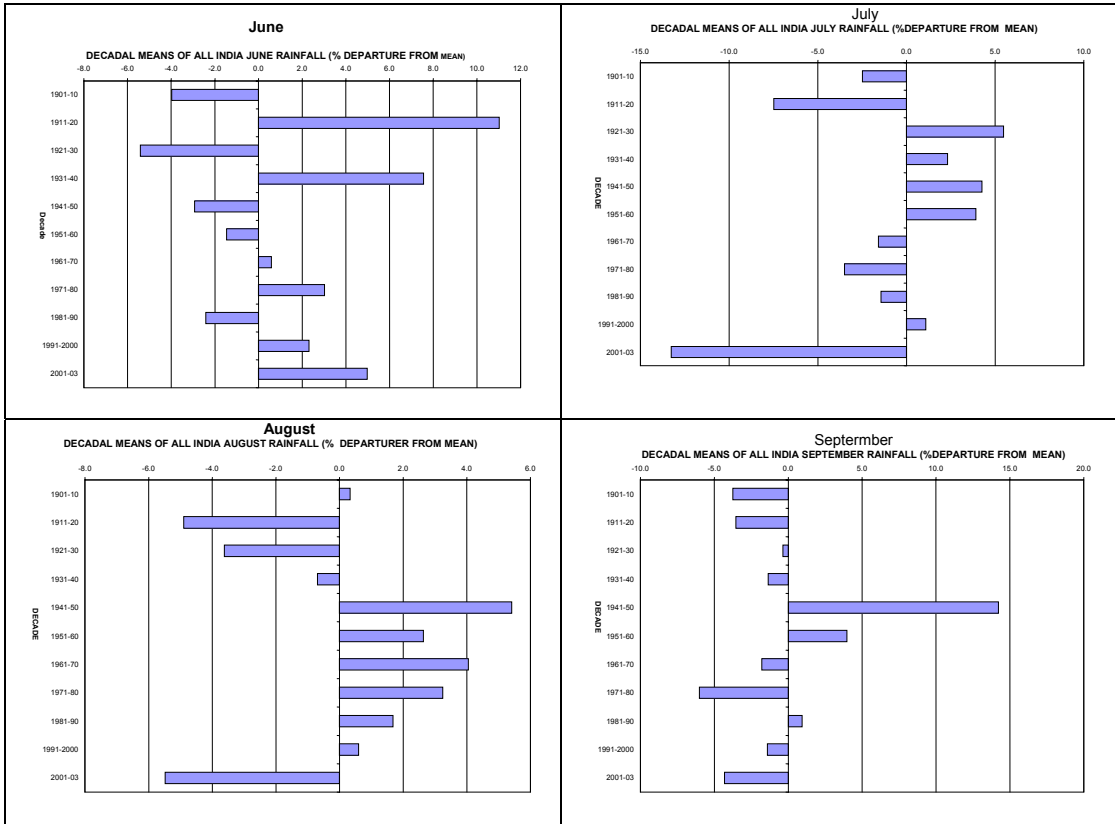 June
DECADAL MEANS OF ALL INDIA JUNE RAINFALL (% DEPARTURE FROM MEAN)
-8.0 -6.0 -4.0 -2.0 0.0 2.0 4.0 6.0 8.0 10.0 12.0
1901-10
1911-20
1921-30
1931-40
1941-50
1951-60
1961-70
1971-80
1981-90
1991-2000
2001-03
Decade
July
DECADAL MEANS OF ALL INDIA JULY RAINFALL (%DEPARTURE FROM MEAN)
-15.0 -10.0 -5.0 0.0 5.0 10.0
1901-10
1911-20
1921-30
1931-40
1941-50
1951-60
1961-70
1971-80
1981-90
1991-2000
2001-03
DECADE
August
DECADAL MEANS OF ALL INDIA AUGUST RAINFALL (% DEPARTURER FROM MEAN)
-8.0 -6.0 -4.0 -2.0 0.0 2.0 4.0 6.0
1901-10
1911-20
1921-30
1931-40
1941-50
1951-60
1961-70
1971-80
1981-90
1991-2000
2001-03
DECADE
Septermber
DECADAL MEANS OF ALL INDIA SEPTEMBER RAINFALL (%DEPARTURE FROM MEAN)
-10.0 -5.0 0.0 5.0 10.0 15.0 20.0
1901-10
1911-20
1921-30
1931-40
1941-50
1951-60
1961-70
1971-80
1981-90
1991-2000
2001-03
DECADE